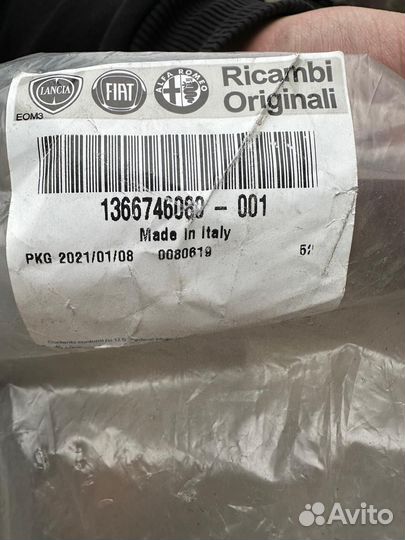 LANCIA
FIAT
ALFA ROMEO
Ricambi
Originali
EOM3
1366746080 - 001
Made in Italy
PKG 2021/01/08 0080619
Avito